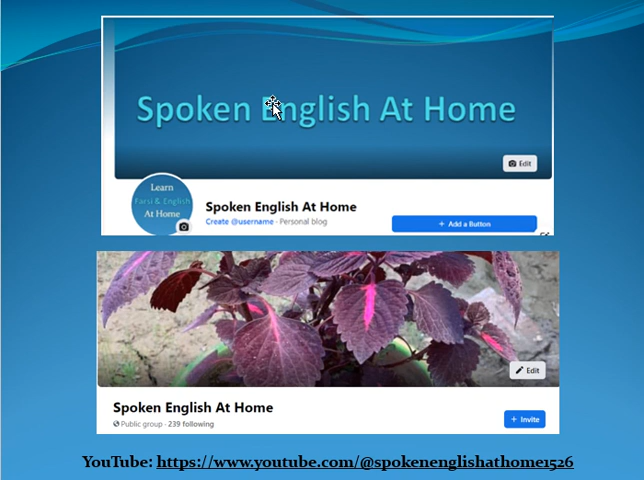 Spoken English At Home
Edit
Learn
Farsi & English
At Home
Spoken English At Home
Create @username - Personal blog
+ Add a Button
Edit
Spoken English At Home
Public group · 239 following
+ Invite
YouTube: https://www.youtube.com/@spokenenglishathome1526